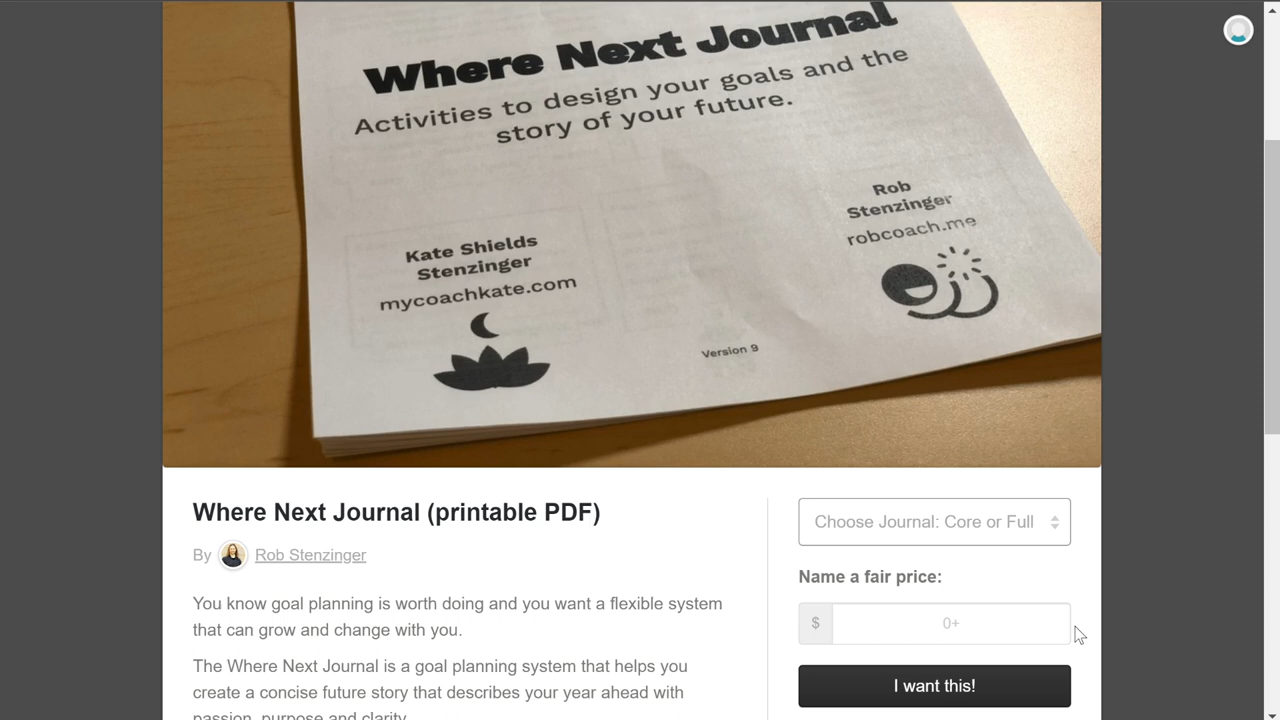 Where Next Journal
Activities to design your goals and the
story of your future.
Rob
Stenzinger
robcoach.me
Kate Shields
Stenzinger
mycoachkate.com
Version 9
Where Next Journal (printable PDF)
By Rob Stenzinger
You know goal planning is worth doing and you want a flexible system
that can grow and change with you.
The Where Next Journal is a goal planning system that helps you
create a concise future story that describes your year ahead with
passion, purpose and clarity
Choose Journal: Core or Full
Name a fair price:
$ 0+
I want this!